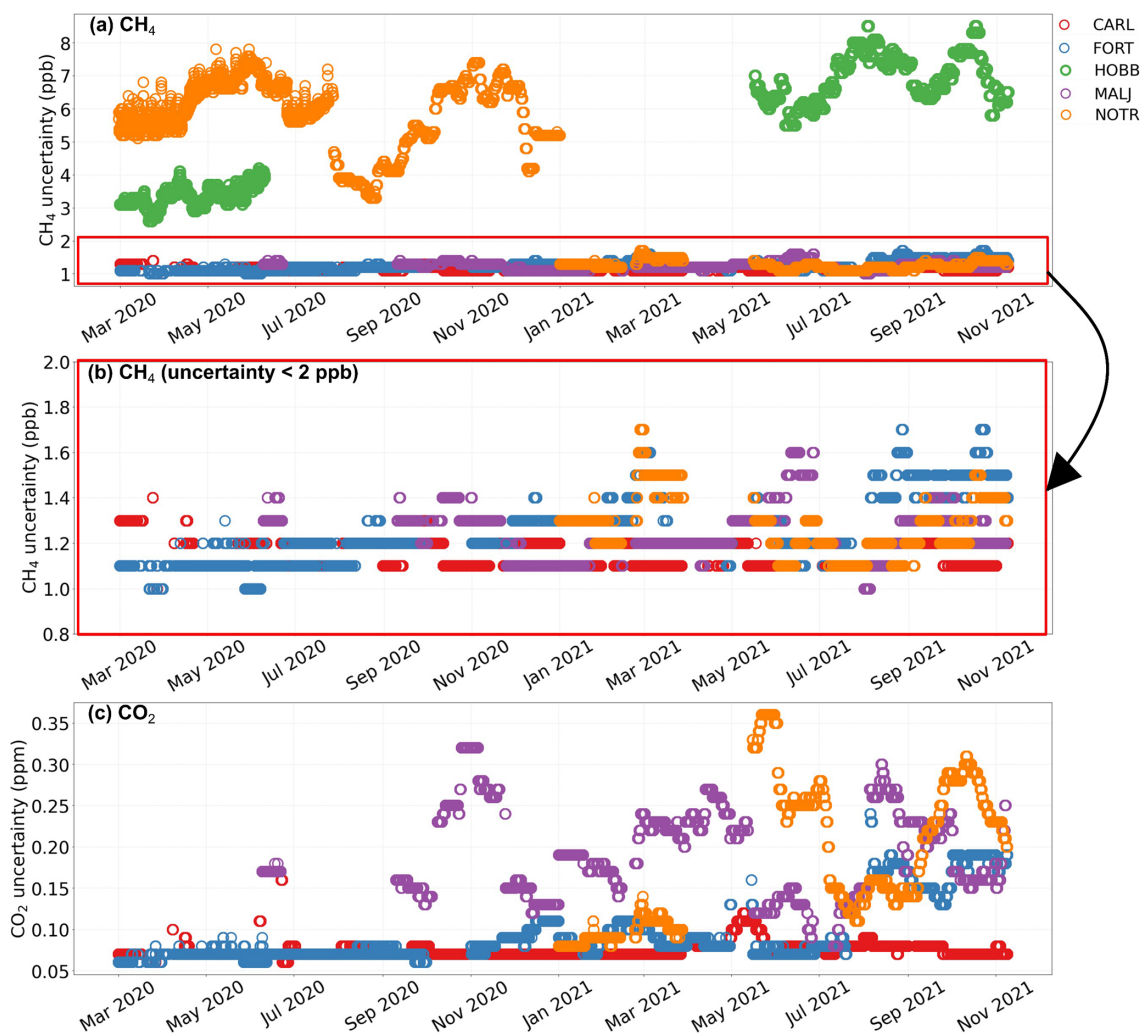 (a) CH₄
CARL
FORT
HOBB
MALJ
NOTR
CH₄ uncertainty (ppb)
8
7
6
5
4
3
2
1
Mar 2020
May 2020
Jul 2020
Sep 2020
Nov 2020
Jan 2021
Mar 2021
May 2021
Jul 2021
Sep 2021
Nov 2021
(b) CH₄ (uncertainty < 2 ppb)
CH₄ uncertainty (ppb)
2.0
1.8
1.6
1.4
1.2
1.0
0.8
Mar 2020
May 2020
Jul 2020
Sep 2020
Nov 2020
Jan 2021
Mar 2021
May 2021
Jul 2021
Sep 2021
Nov 2021
(c) CO₂
CO₂ uncertainty (ppm)
0.35
0.30
0.25
0.20
0.15
0.10
0.05
Mar 2020
May 2020
Jul 2020
Sep 2020
Nov 2020
Jan 2021
Mar 2021
May 2021
Jul 2021
Sep 2021
Nov 2021